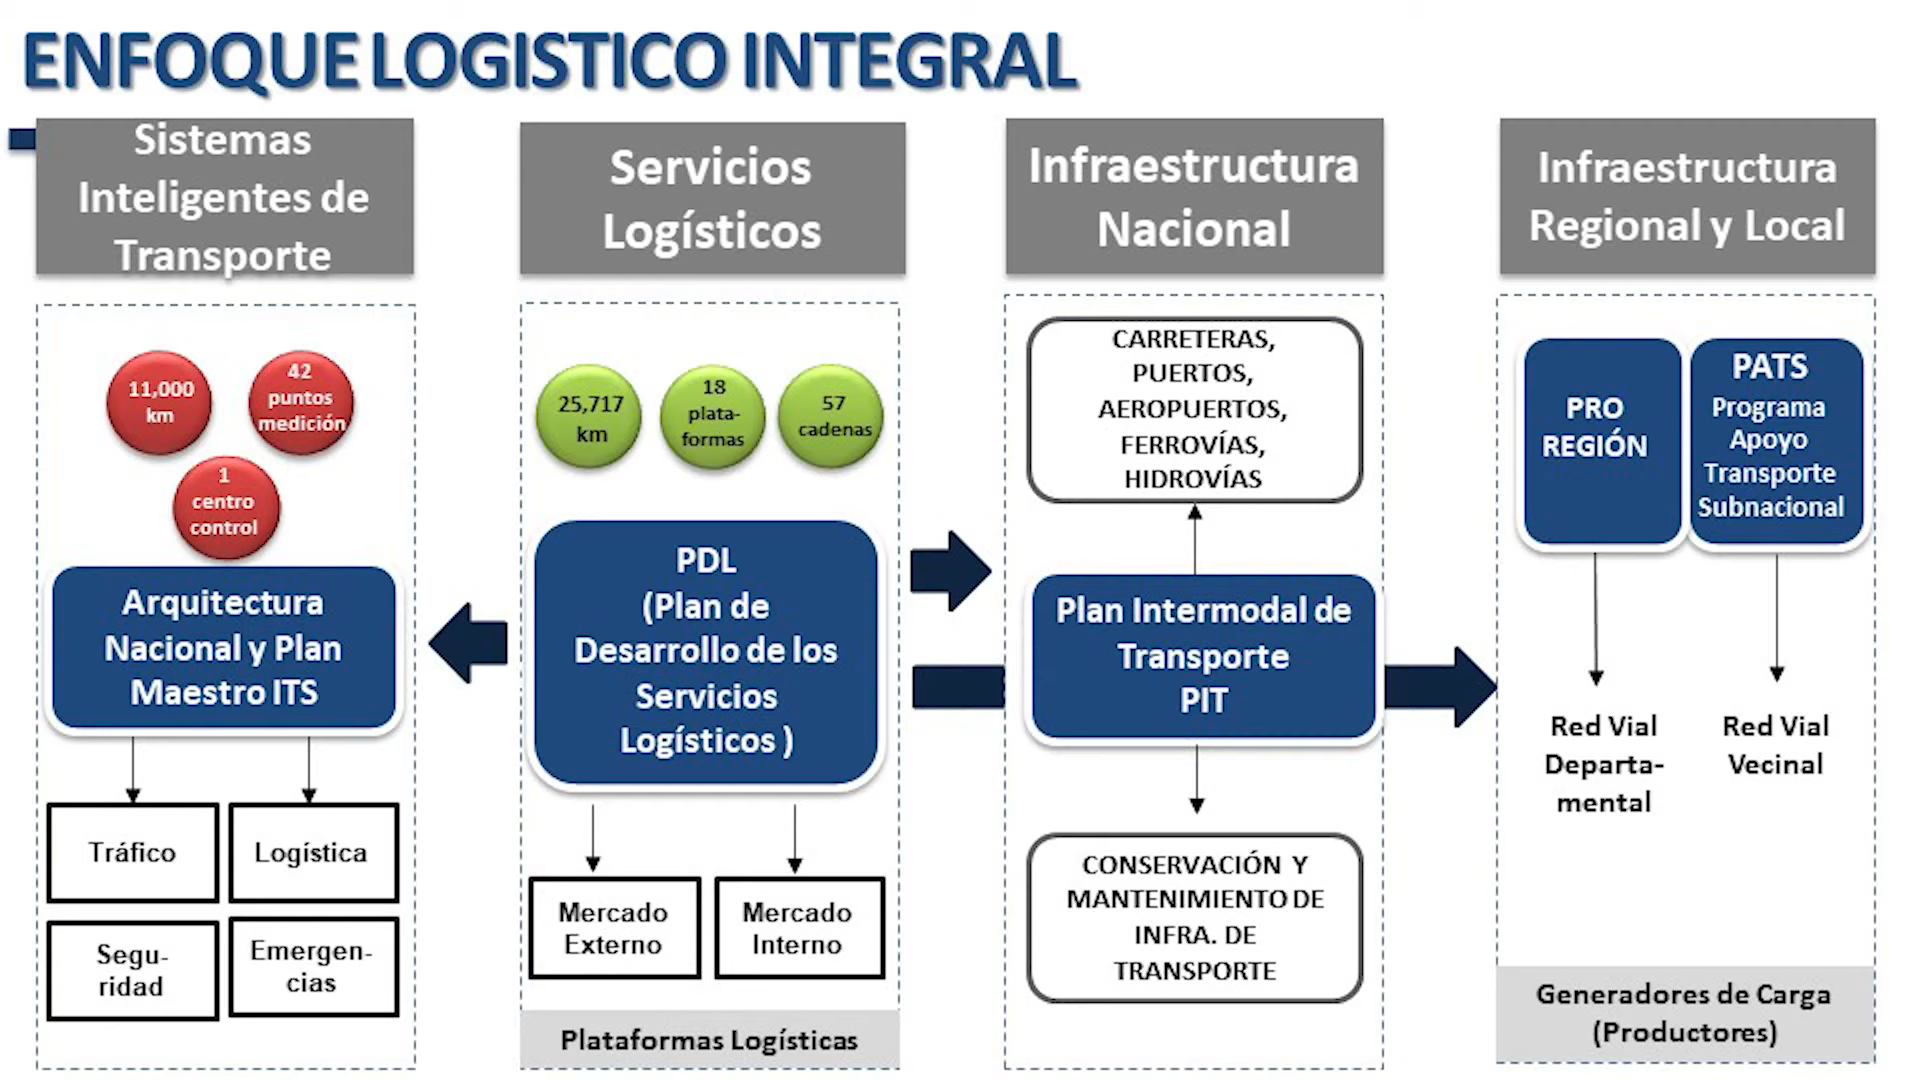 ENFOQUE LOGISTICO INTEGRAL
Sistemas
Inteligentes de
Transporte
11,000
km
42
puntos
medición
1
centro
control
Arquitectura
Nacional y Plan
Maestro ITS
Tráfico
Logística
Segu-
ridad
Emergen-
cias
Servicios
Logísticos
25,717
km
18
plata-
formas
57
cadenas
PDL
(Plan de
Desarrollo de los
Servicios
Logísticos )
Mercado
Externo
Mercado
Interno
Plataformas Logísticas
Infraestructura
Nacional
CARRETERAS,
PUERTOS,
AEROPUERTOS,
FERROVÍAS,
HIDROVÍAS
Plan Intermodal de
Transporte
PIT
CONSERVACIÓN Y
MANTENIMIENTO DE
INFRA. DE
TRANSPORTE
Infraestructura
Regional y Local
PRO
REGIÓN
PATS
Programa
Apoyo
Transporte
Subnacional
Red Vial
Departa-
mental
Red Vial
Vecinal
Generadores de Carga
(Productores)